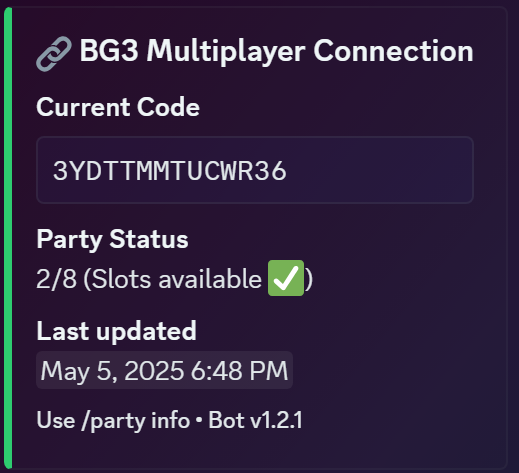 🔗 BG3 Multiplayer Connection
Current Code
3YDTTMMTUCWR36
Party Status
2/8 (Slots available ✅)
Last updated
May 5, 2025 6:48 PM
Use /party info • Bot v1.2.1